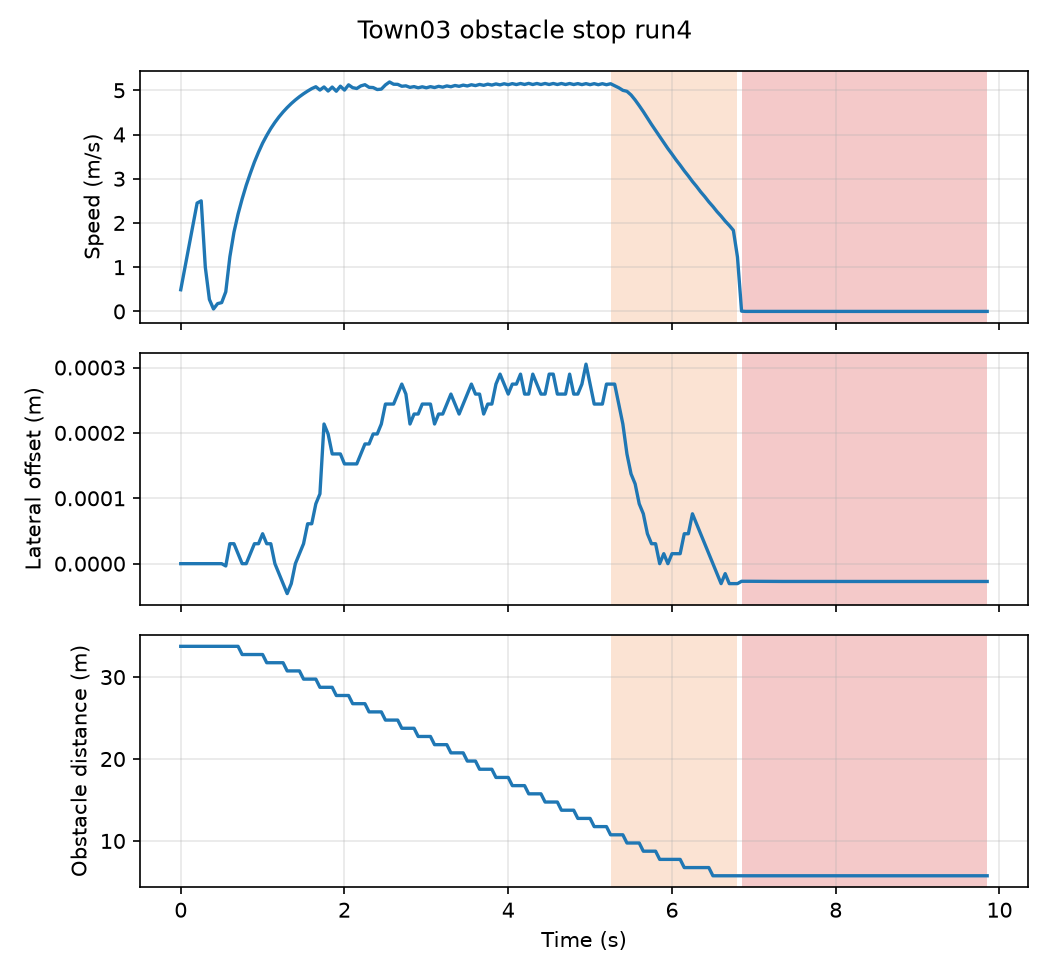 Town03 obstacle stop run4
Speed (m/s)
5
4
3
2
1
0
Lateral offset (m)
0.0003
0.0002
0.0001
0.0000
Obstacle distance (m)
30
20
10
0 2 4 6 8 10
Time (s)